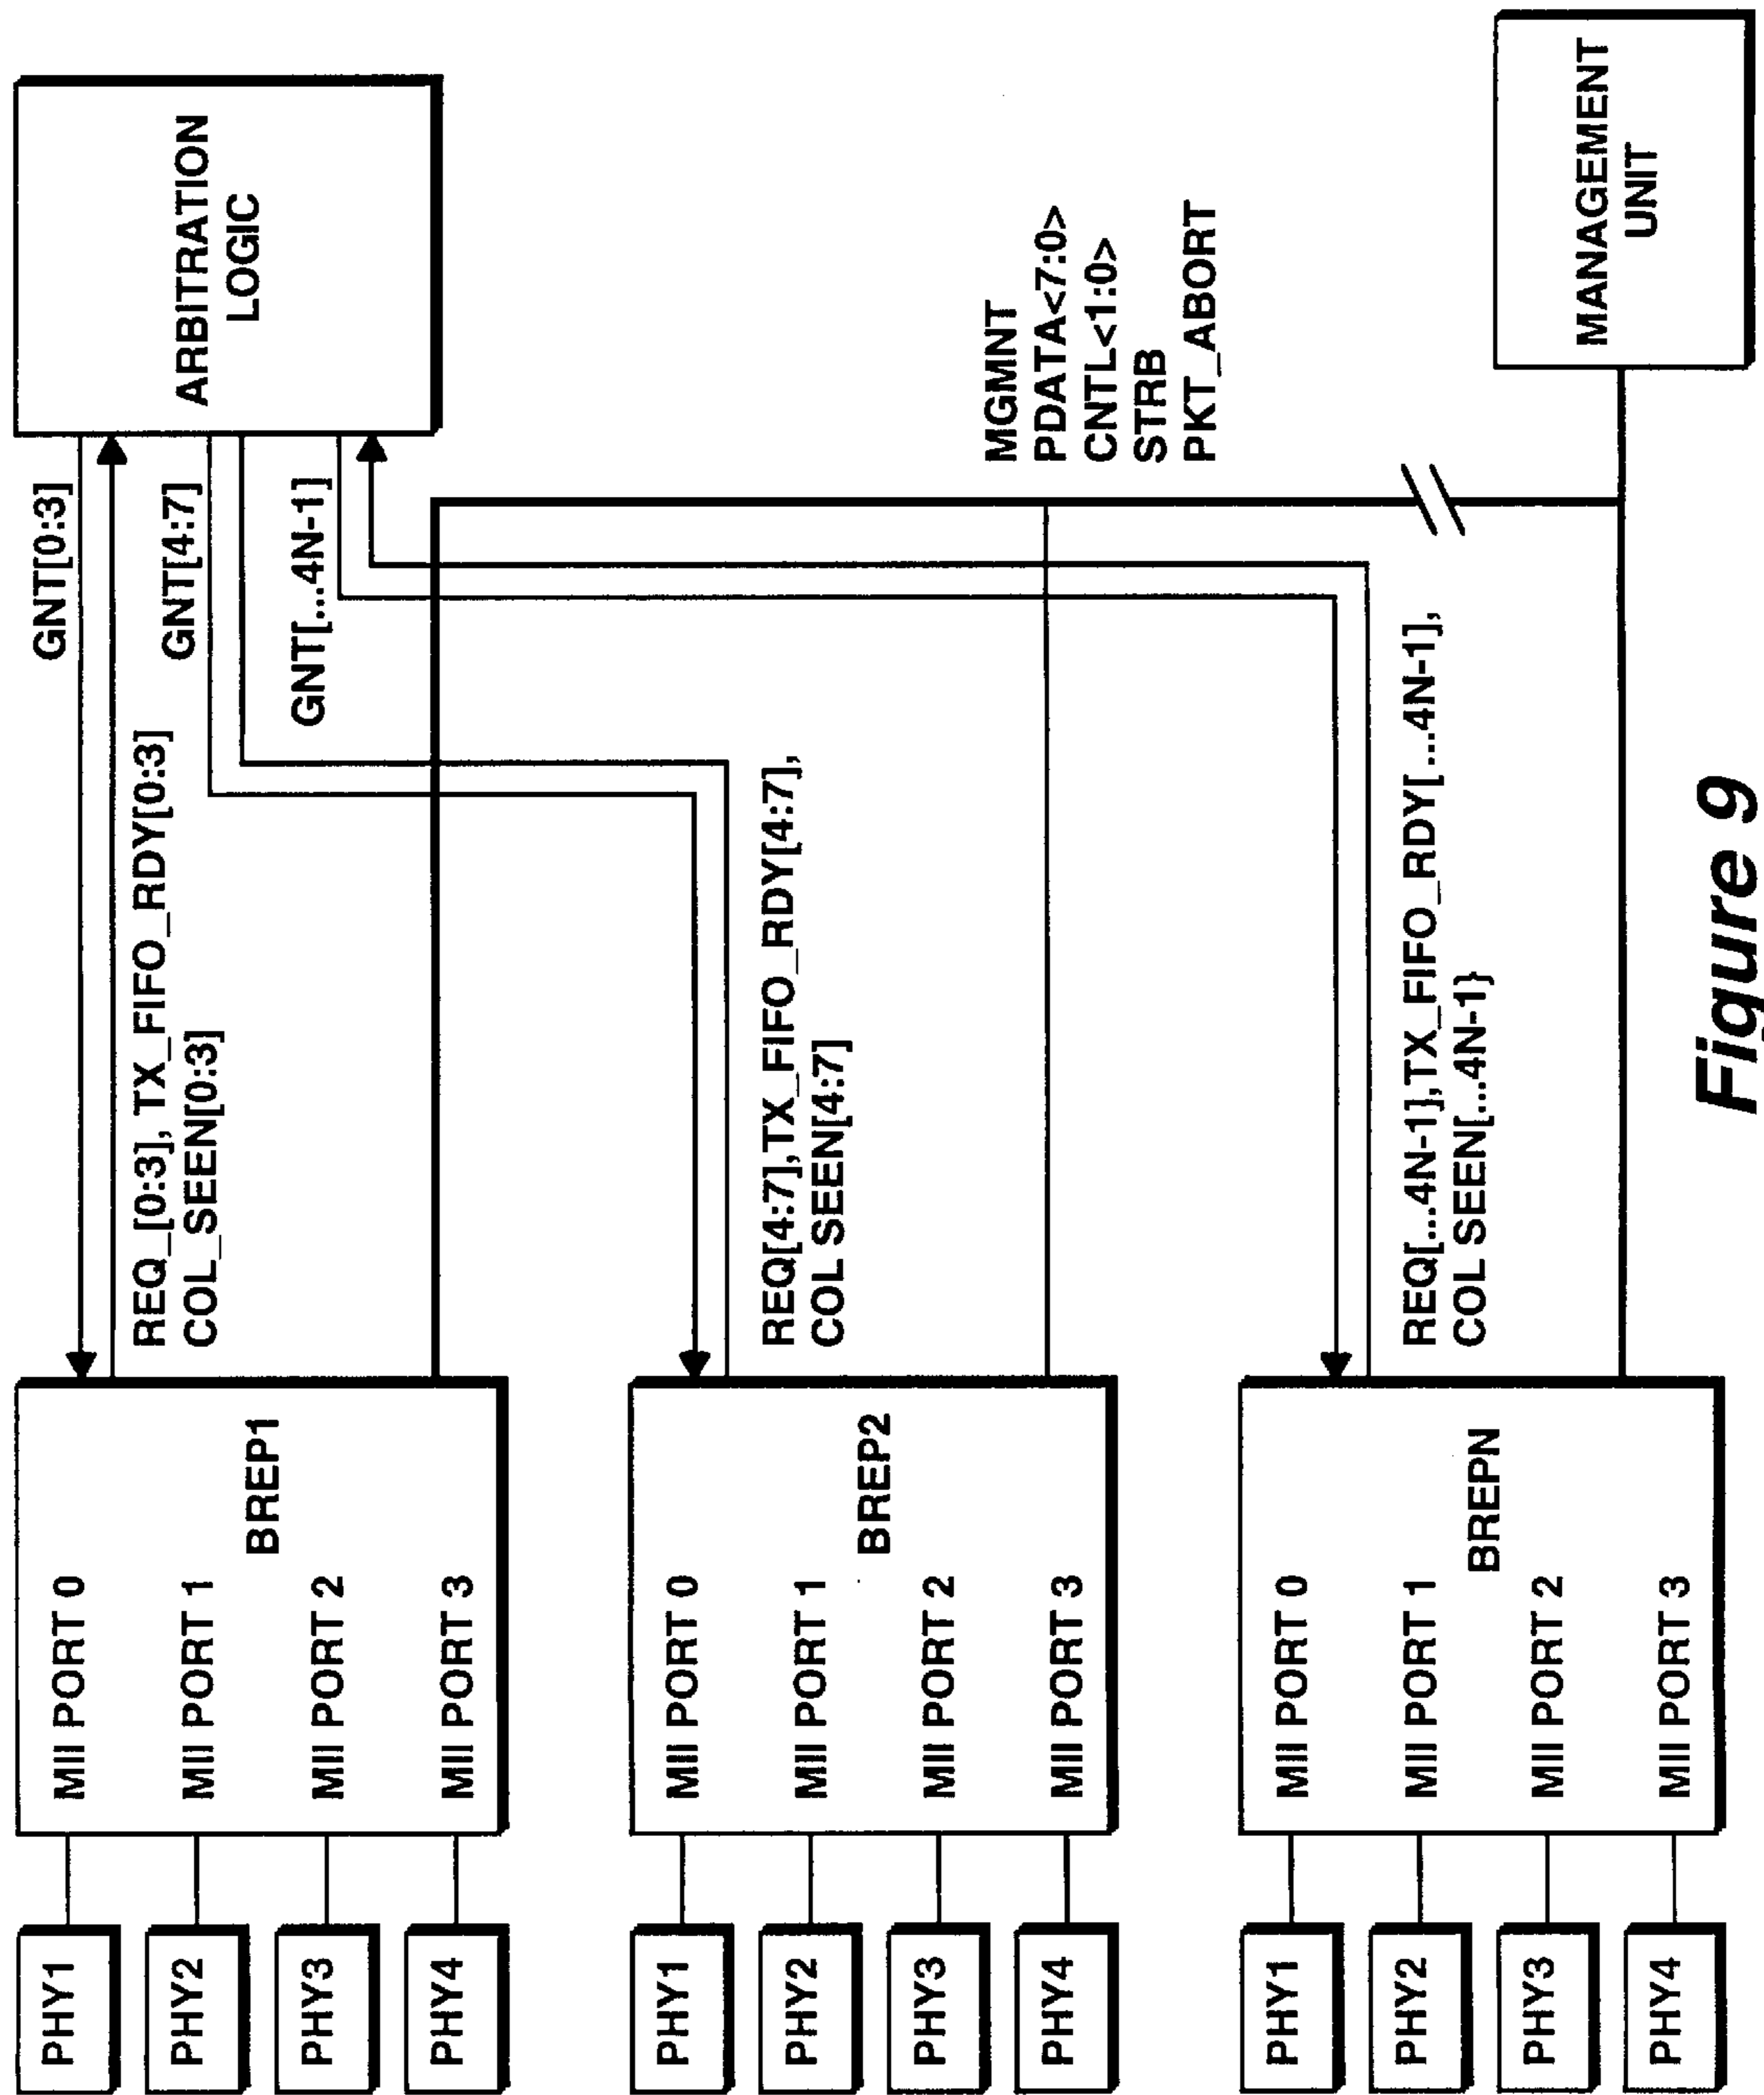 PHY1
MII PORT 0
PHY2
MII PORT 1
PHY3
MII PORT 2
PHY4
MII PORT 3
BREP1
GNT[0:3]
REQ_[0:3], TX_FIFO_RDY[0:3]
COL_SEEN[0:3]
GNT[4:7]
GNT[...4N-1]
ARBITRATION
LOGIC
PHY1
MII PORT 0
PHY2
MII PORT 1
PHY3
MII PORT 2
PHY4
MII PORT 3
BREP2
REQ[4:7],TX_FIFO_RDY[4:7],
COL SEEN[4:7]
MGMNT
PDATA<7:0>
CNTL<1:0>
STRB
PKT_ABORT
PHY1
MII PORT 0
PHY2
MII PORT 1
PHY3
MII PORT 2
PHY4
MII PORT 3
BREPN
REQ[...4N-1],TX_FIFO_RDY[...4N-1],
COL SEEN[...4N-1}
MANAGEMENT
UNIT
Figure 9